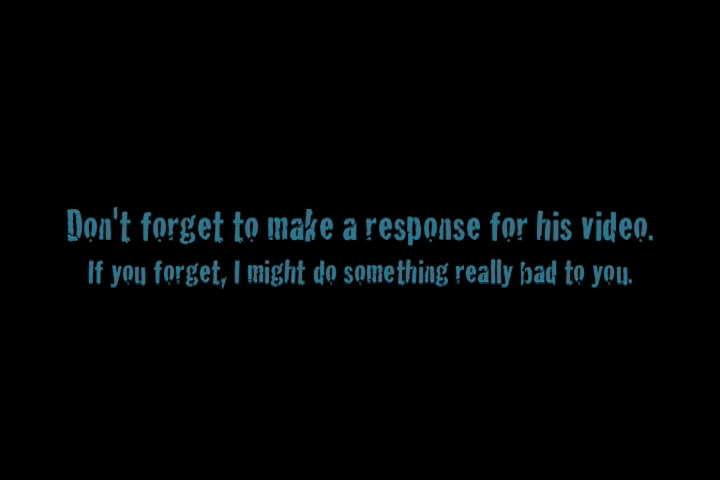 Don't forget to make a response for his video.
If you forget, I might do something really bad to you.